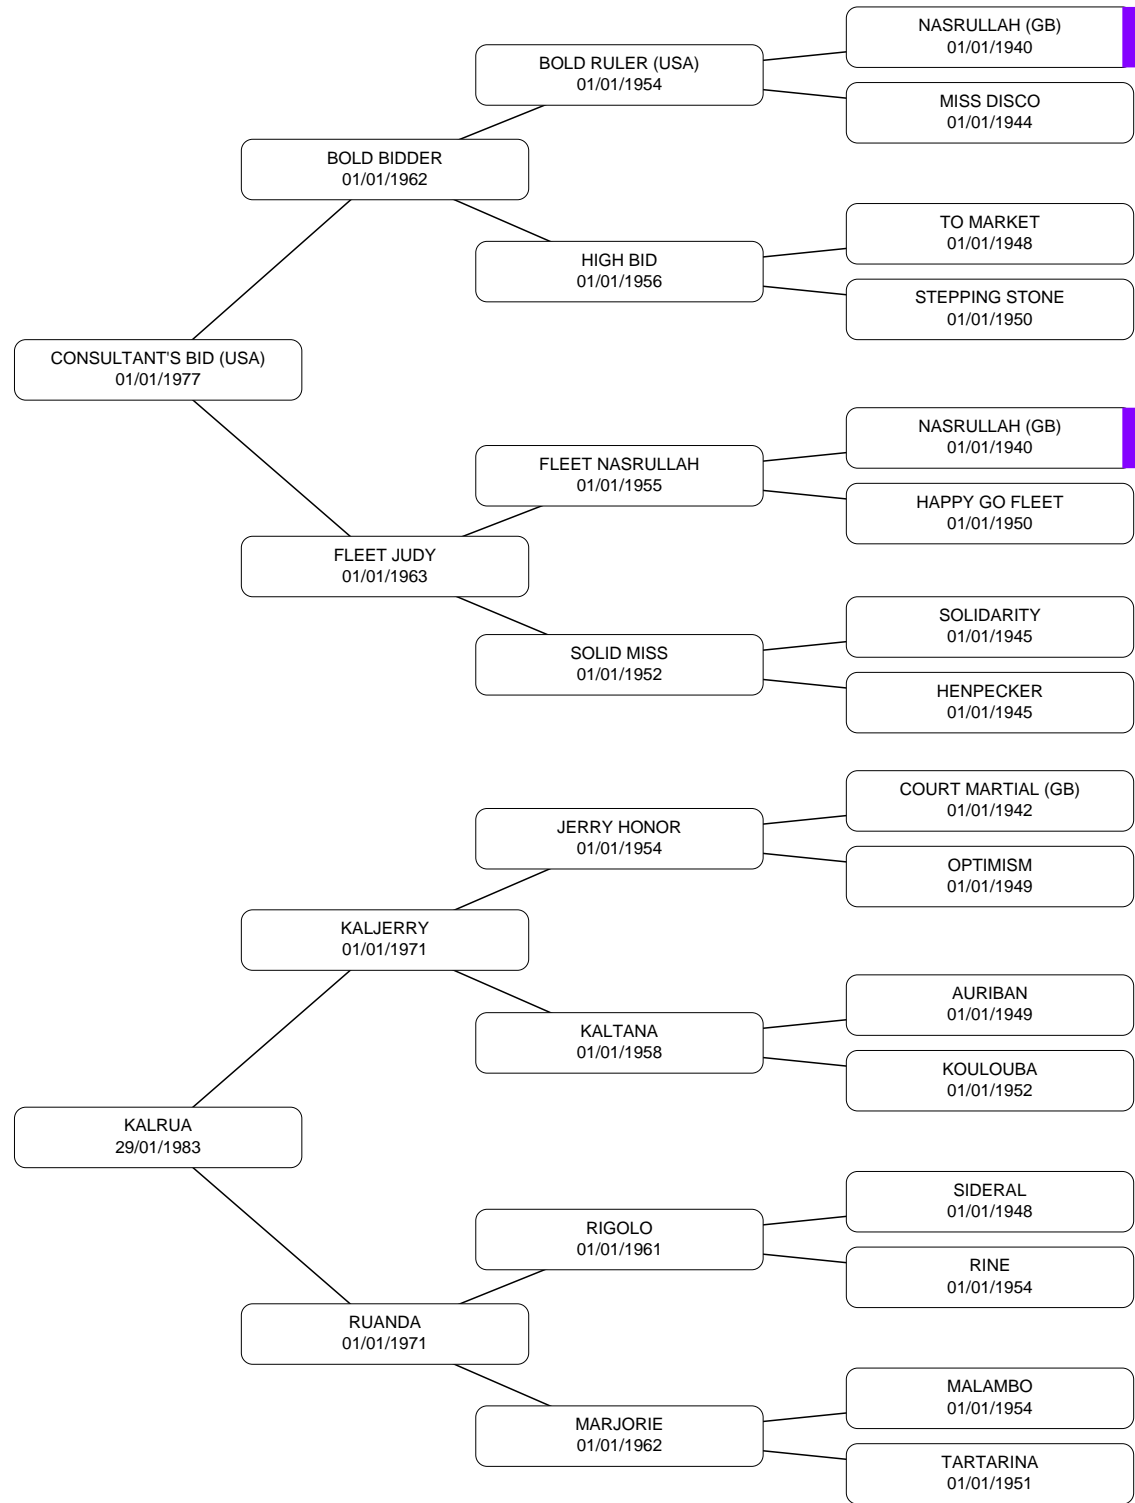 NASRULLAH (GB)
01/01/1940
BOLD RULER (USA)
01/01/1954
MISS DISCO
01/01/1944
BOLD BIDDER
01/01/1962
TO MARKET
01/01/1948
HIGH BID
01/01/1956
STEPPING STONE
01/01/1950
CONSULTANT'S BID (USA)
01/01/1977
NASRULLAH (GB)
01/01/1940
FLEET NASRULLAH
01/01/1955
HAPPY GO FLEET
01/01/1950
FLEET JUDY
01/01/1963
SOLIDARITY
01/01/1945
SOLID MISS
01/01/1952
HENPECKER
01/01/1945
COURT MARTIAL (GB)
01/01/1942
JERRY HONOR
01/01/1954
OPTIMISM
01/01/1949
KALJERRY
01/01/1971
AURIBAN
01/01/1949
KALTANA
01/01/1958
KOULOUBA
01/01/1952
KALRUA
29/01/1983
SIDERAL
01/01/1948
RIGOLO
01/01/1961
RINE
01/01/1954
RUANDA
01/01/1971
MALAMBO
01/01/1954
MARJORIE
01/01/1962
TARTARINA
01/01/1951